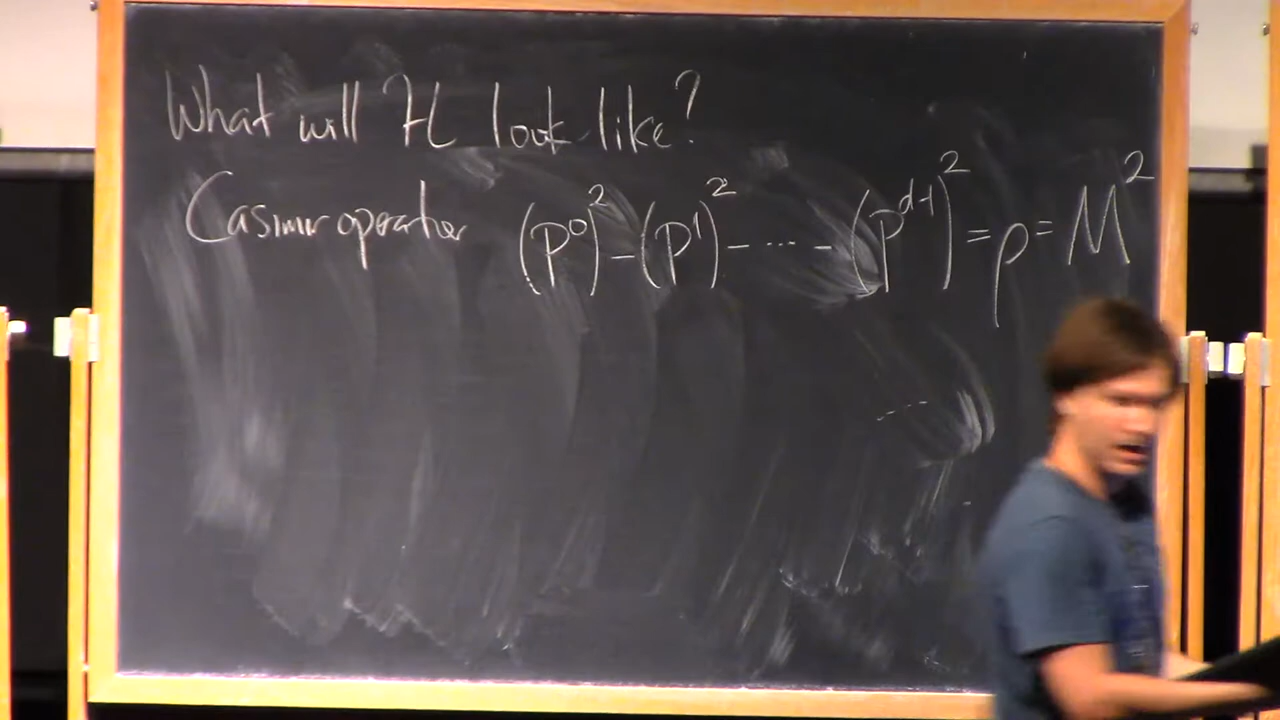 What will H look like?
Casimir operator (P⁰)² - (P¹)² - ... - (P^{d-1})² = ρ = M²